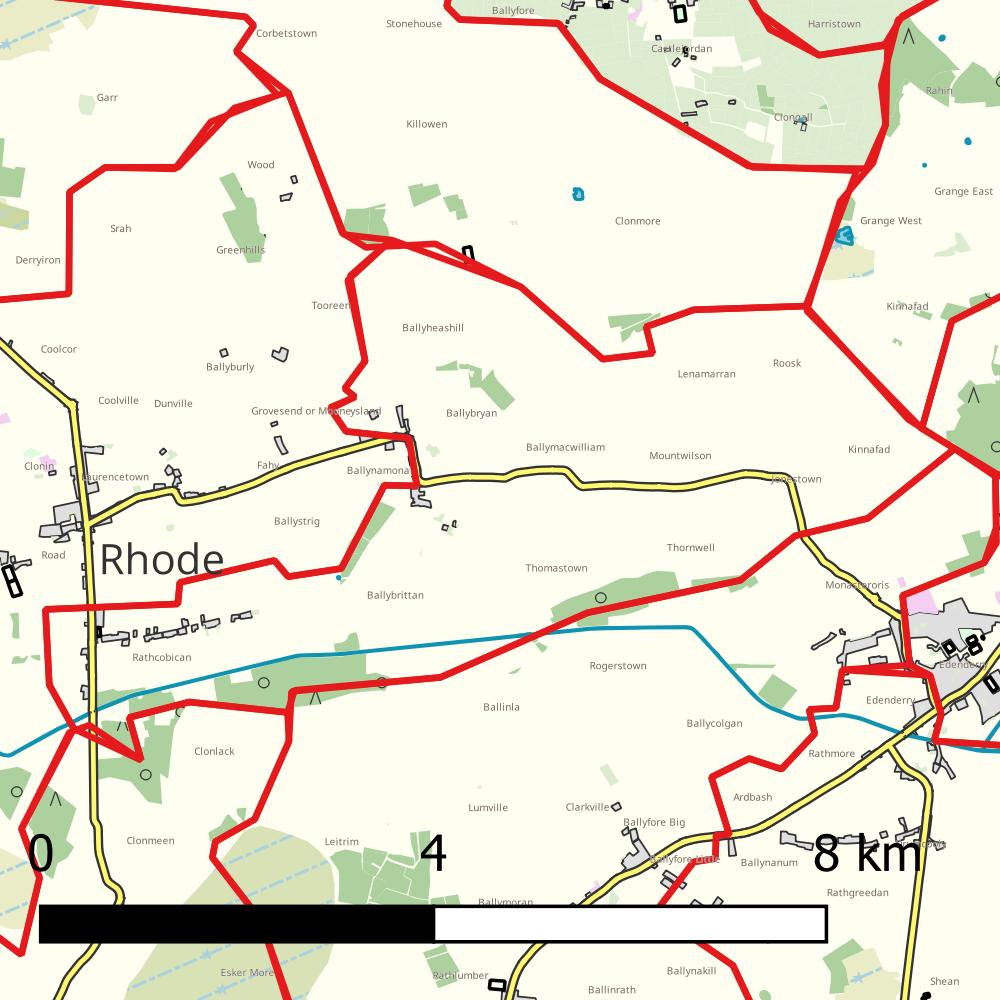 Ballyfore
Stonehouse
Harristown
Corbetstown
Castlejordan
Rahin
Garr
Clongall
Killowen
Wood
Grange East
Srah
Clonmore
Grange West
Greenhills
Derryiron
Tooreen
Kinnafad
Ballyheashill
Coolcor
Ballyburly
Roosk
Lenamarran
Coolville
Dunville
Grovesend or Mooneysland
Ballybryan
Ballymacwilliam
Kinnafad
Mountwilson
Clonin
Fahy
Ballynamona
Laurencetown
Jonestown
Ballystrig
Road
Rhode
Thornwell
Thomastown
Monasteroris
Ballybrittan
Rathcobican
Rogerstown
Edenderry
Edenderry
Ballinla
Ballycolgan
Clonlack
Rathmore
Ardbash
Lumville
Clarkville
Ballyfore Big
Clonmeen
Leitrim
0
4
8 km
Ballyfore Little
Ballynanum
Rathgreedan
Ballymoran
Esker More
Rathlumber
Ballynakill
Shean
Ballinrath